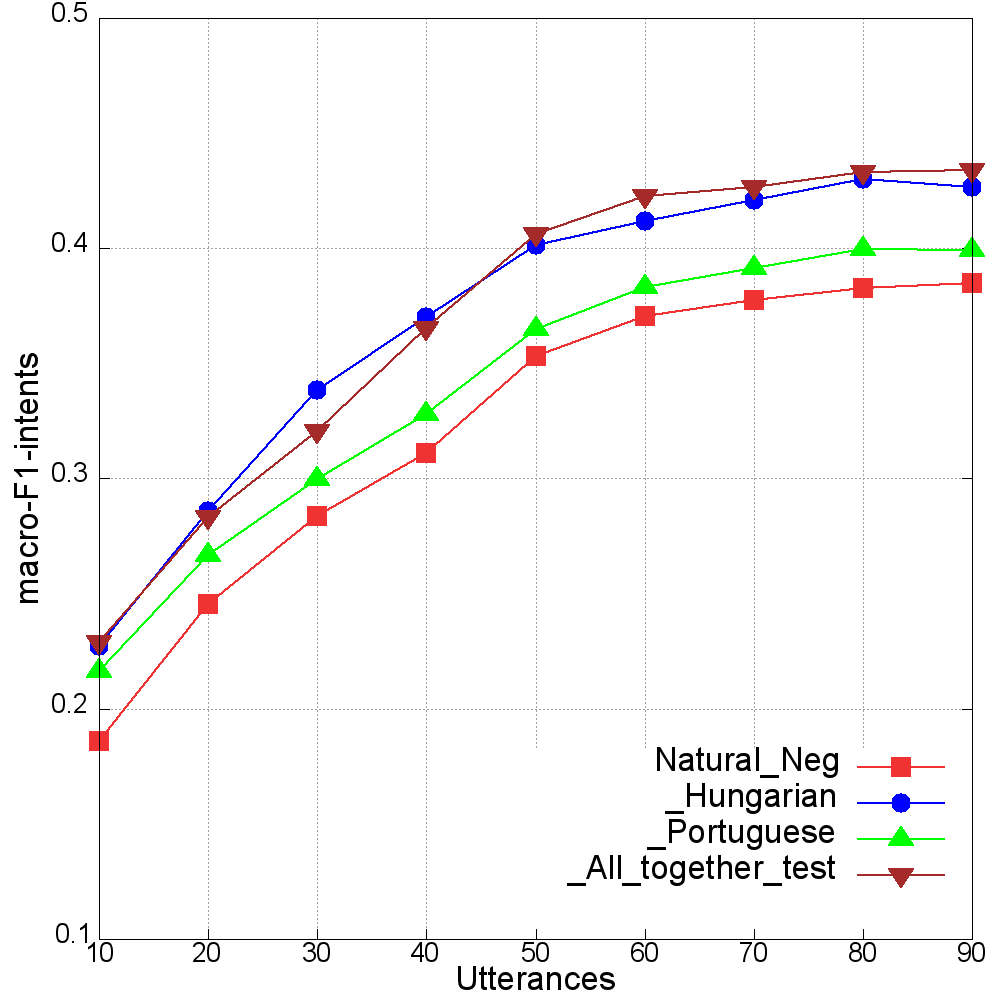 0.5
0.4
0.3
0.2
0.1
macro-F1-intents
Natural_Neg
_Hungarian
_Portuguese
_All_together_test
10 20 30 40 50 60 70 80 90
Utterances